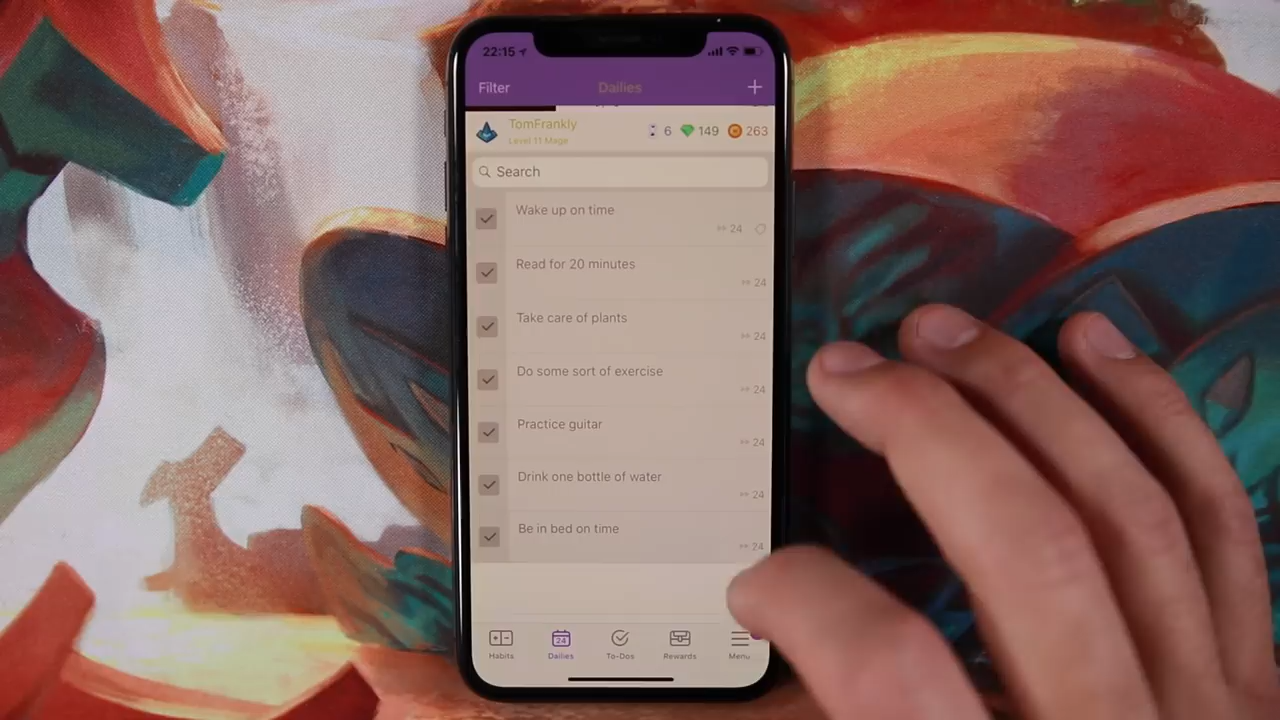 22:15
Filter Dailies +
TomFrankly
Level 11 Mage
6 149 263
Search
Wake up on time
24
Read for 20 minutes
24
Take care of plants
24
Do some sort of exercise
24
Practice guitar
24
Drink one bottle of water
24
Be in bed on time
24
24
Habits Dailies To-Dos Rewards Menu